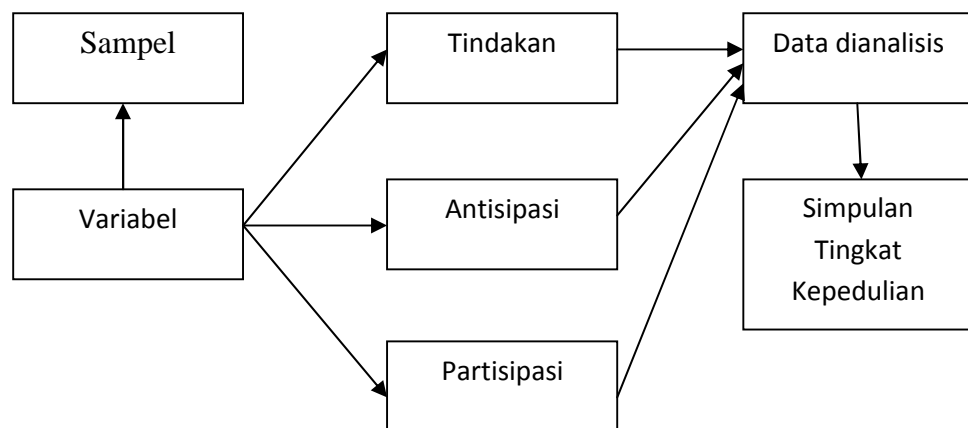 Sampel
Variabel
Tindakan
Antisipasi
Partisipasi
Data dianalisis
Simpulan
Tingkat
Kepedulian